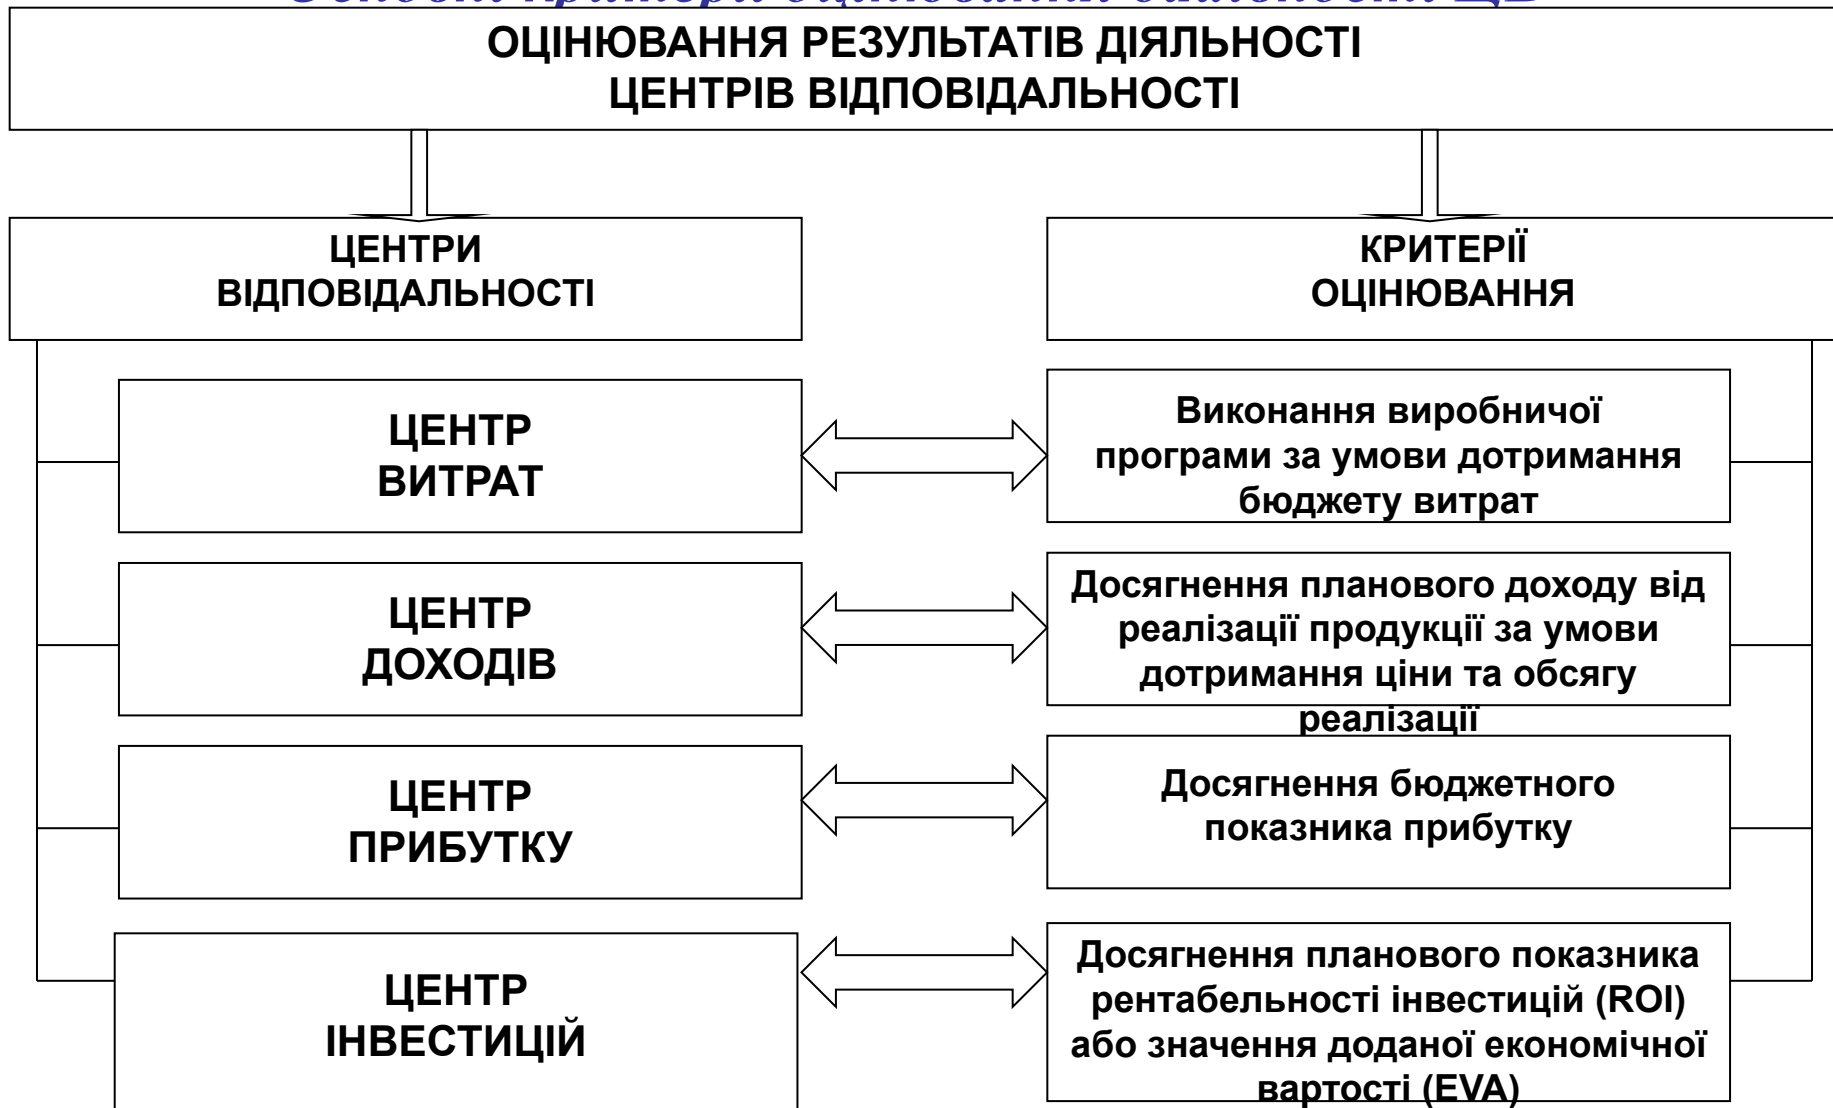 ОЦІНЮВАННЯ РЕЗУЛЬТАТІВ ДІЯЛЬНОСТІ
ЦЕНТРІВ ВІДПОВІДАЛЬНОСТІ
ЦЕНТРИ
ВІДПОВІДАЛЬНОСТІ
КРИТЕРІЇ
ОЦІНЮВАННЯ
ЦЕНТР
ВИТРАТ
Виконання виробничої
програми за умови дотримання
бюджету витрат
ЦЕНТР
ДОХОДІВ
Досягнення планового доходу від
реалізації продукції за умови
дотримання ціни та обсягу
реалізації
ЦЕНТР
ПРИБУТКУ
Досягнення бюджетного
показника прибутку
ЦЕНТР
ІНВЕСТИЦІЙ
Досягнення планового показника
рентабельності інвестицій (ROI)
або значення доданої економічної
вартості (EVA)